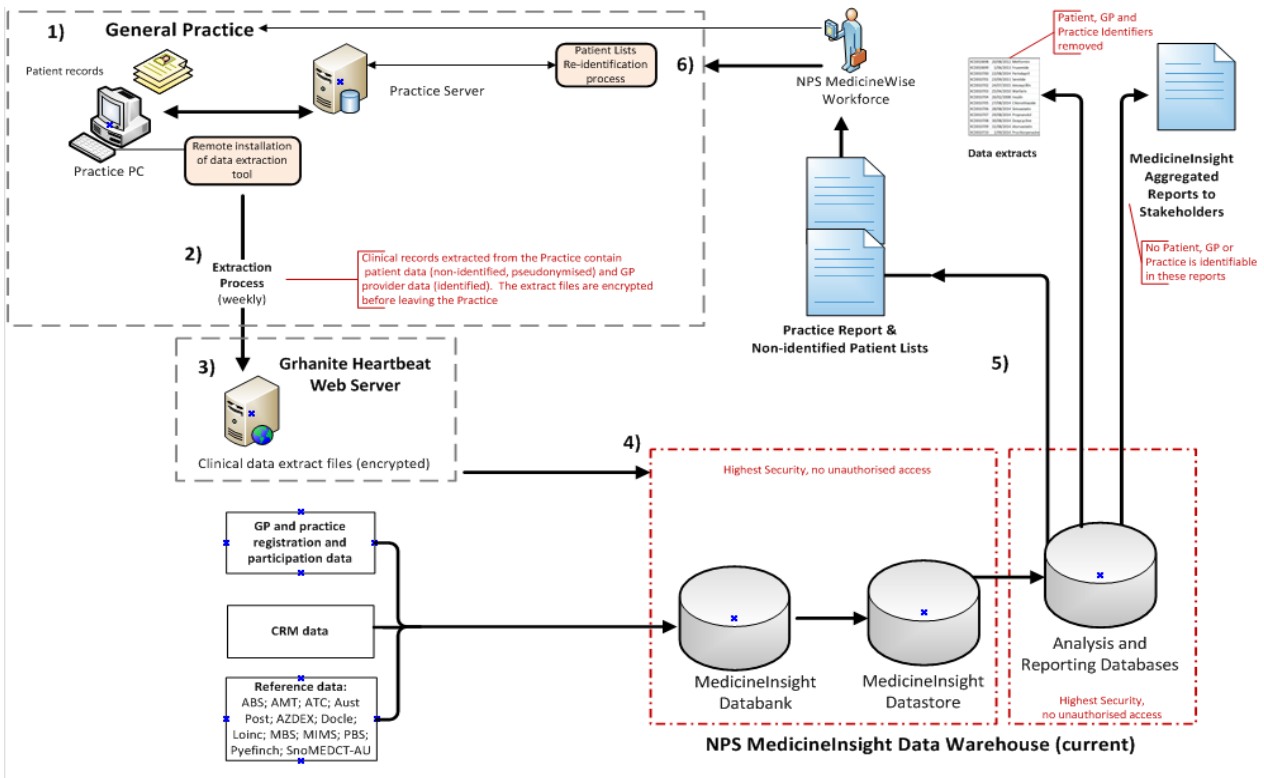 1)
General Practice
Patient records
Practice PC
Practice Server
Patient Lists
Re-identification
process
Remote installation
of data extraction
tool
2)
Extraction
Process
(weekly)
Clinical records extracted from the Practice contain
patient data (non-identified, pseudonymised) and GP
provider data (identified).  The extract files are encrypted
before leaving the Practice
6)
NPS MedicineWise
Workforce
Patient, GP and
Practice Identifiers
removed
Data extracts
MedicineInsight
Aggregated
Reports to
Stakeholders
No Patient, GP or
Practice is identifiable
in these reports
Practice Report &
Non-identified Patient Lists
5)
3)
Grhanite Heartbeat
Web Server
Clinical data extract files (encrypted)
4)
Highest Security, no unauthorised access
GP and practice
registration and
participation data
CRM data
Reference data:
ABS; AMT; ATC; Aust
Post; AZDEX; Docle;
Loinc; MBS; MIMS; PBS;
Pyefinch; SnoMEDCT-AU
MedicineInsight
Databank
MedicineInsight
Datastore
Analysis and
Reporting Databases
Highest Security,
no unauthorised access
NPS MedicineInsight Data Warehouse (current)